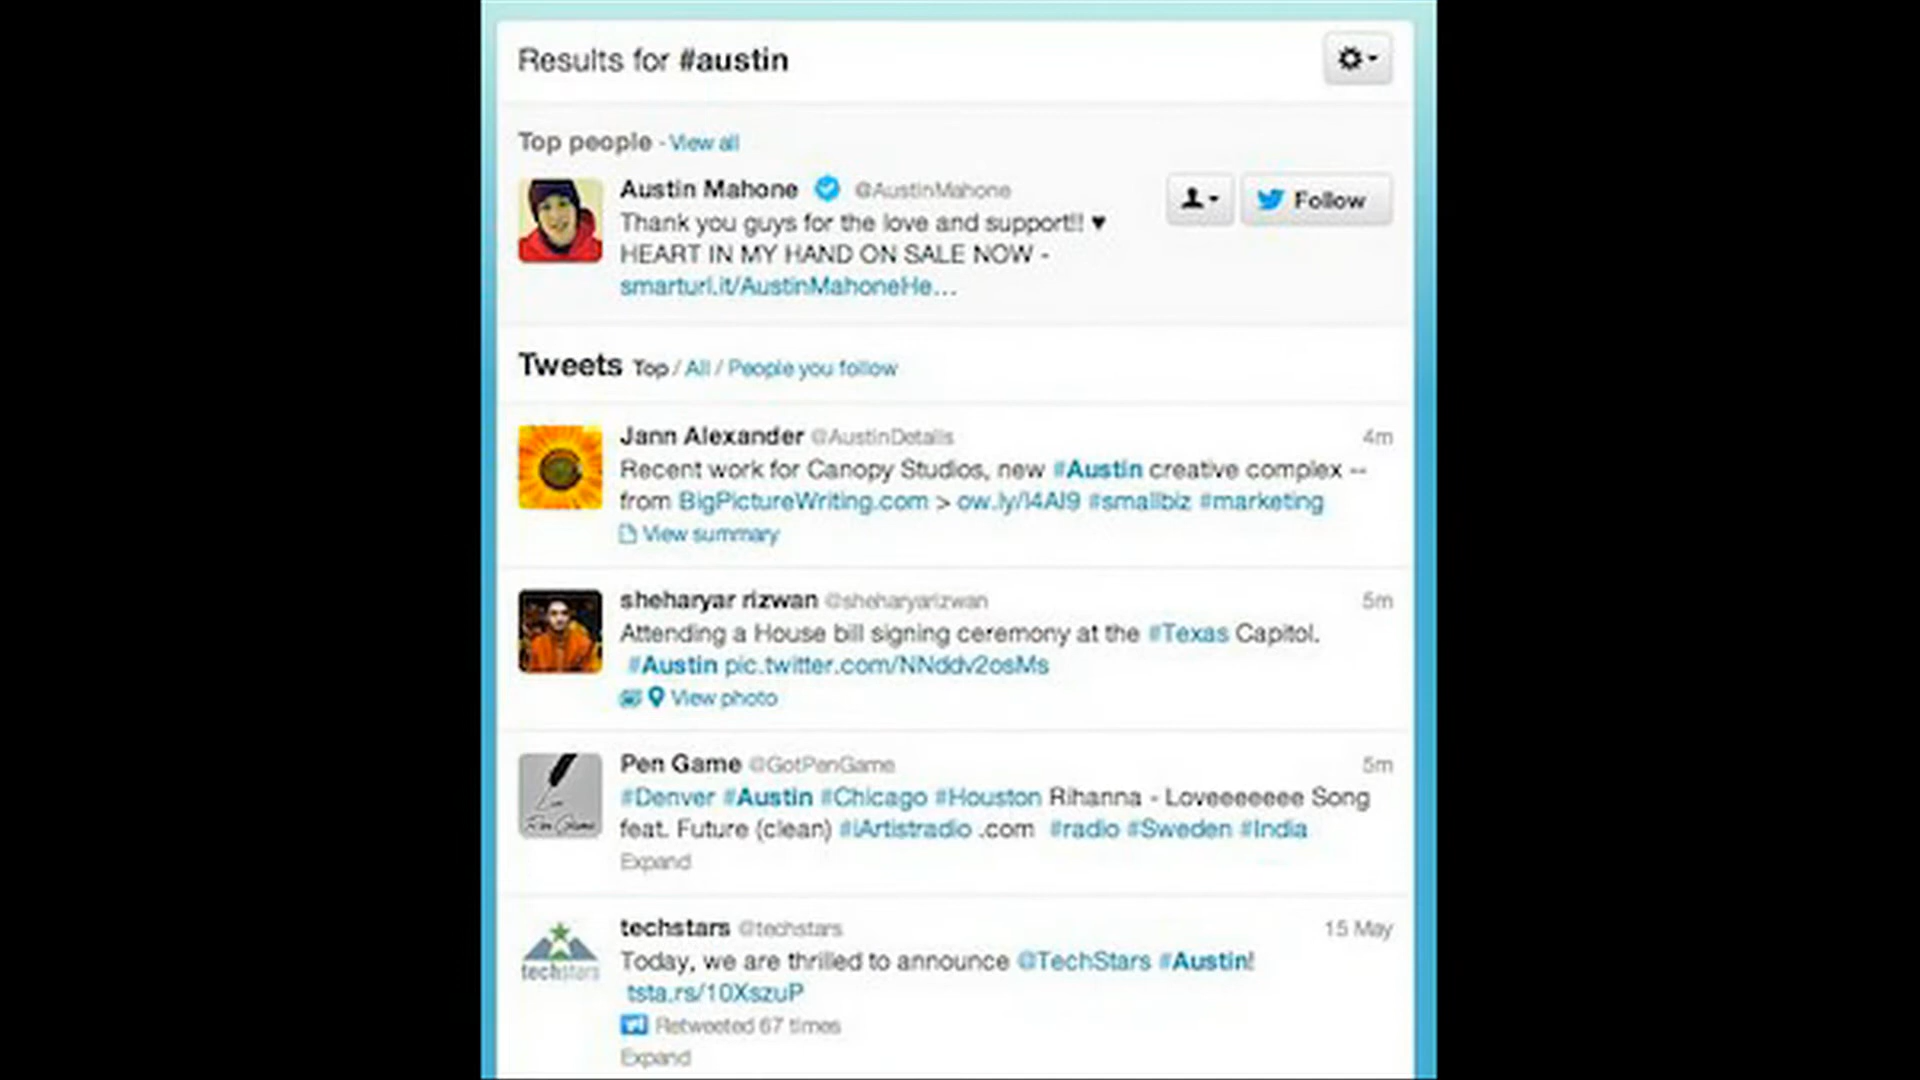 Results for #austin
Top people - View all
Austin Mahone @AustinMahone
Thank you guys for the love and support!! ♥
Follow
HEART IN MY HAND ON SALE NOW -
smarturl.it/AustinMahoneHe...
Tweets Top / All / People you follow
Jann Alexander @AustinDetails 4m
Recent work for Canopy Studios, new #Austin creative complex --
from BigPictureWriting.com > ow.ly/l4AI9 #smallbiz #marketing
View summary
sheharyar rizwan @sheharyarizwan 5m
Attending a House bill signing ceremony at the #Texas Capitol.
#Austin pic.twitter.com/NNddv2osMs
View photo
Pen Game @GotPenGame 5m
#Denver #Austin #Chicago #Houston Rihanna - Loveeeeeee Song
feat. Future (clean) #iArtistradio .com #radio #Sweden #India
Expand
techstars @techstars 15 May
techstars
Today, we are thrilled to announce @TechStars #Austin!
tsta.rs/10XszuP
Retweeted 67 times
Expand